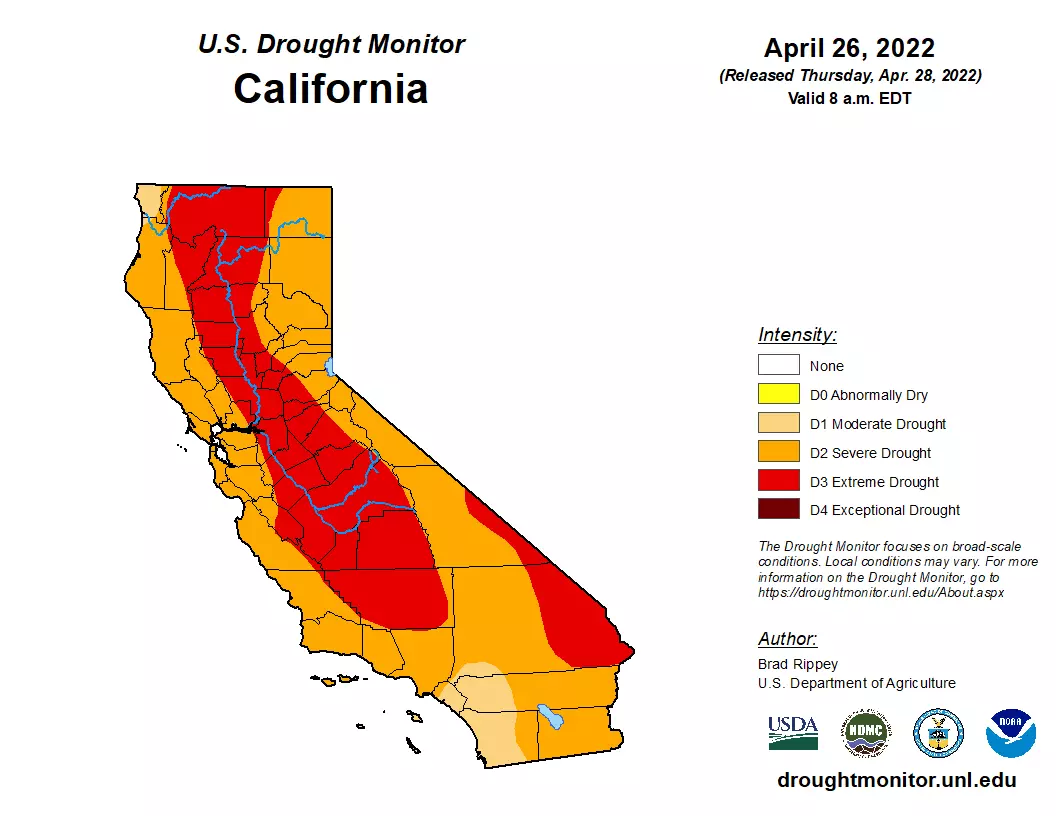 U.S. Drought Monitor
California
April 26, 2022
(Released Thursday, Apr. 28, 2022)
Valid 8 a.m. EDT
Intensity:
None
D0 Abnormally Dry
D1 Moderate Drought
D2 Severe Drought
D3 Extreme Drought
D4 Exceptional Drought
The Drought Monitor focuses on broad-scale
conditions. Local conditions may vary. For more
information on the Drought Monitor, go to
https://droughtmonitor.unl.edu/About.aspx
Author:
Brad Rippey
U.S. Department of Agriculture
USDA
NDMC
NOAA
droughtmonitor.unl.edu